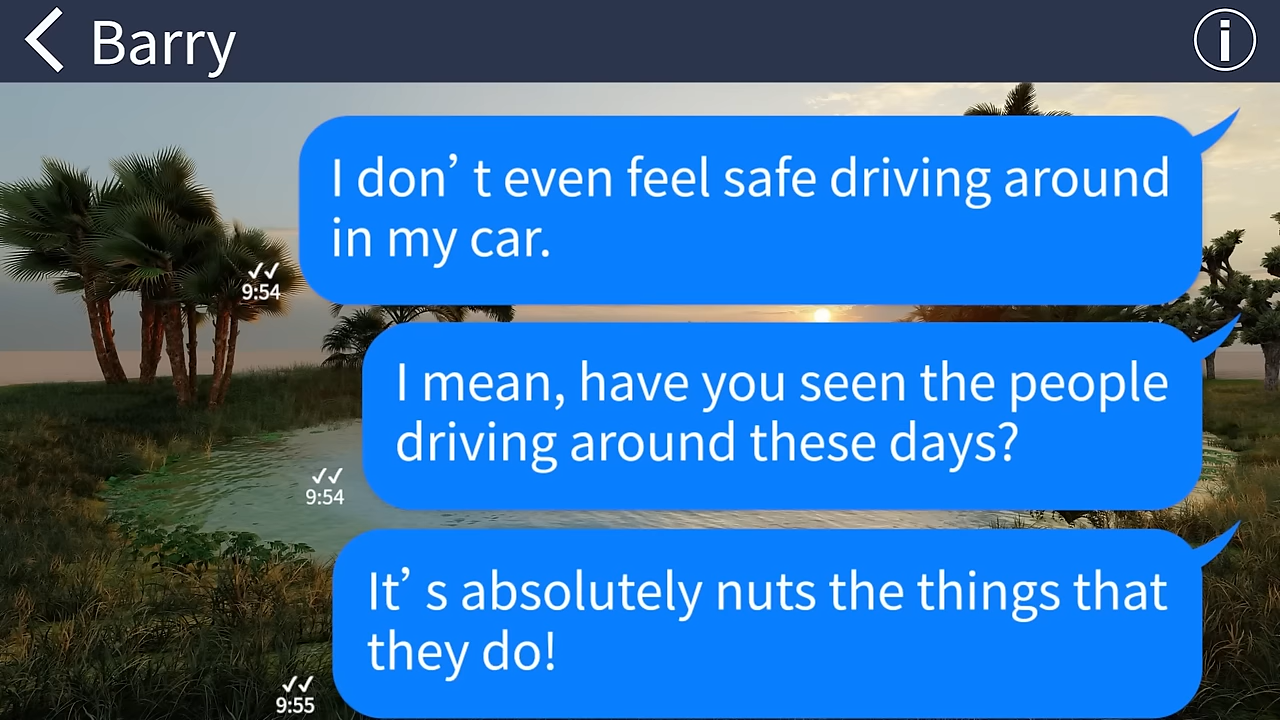 Barry
I don’t even feel safe driving around
in my car.
9:54
I mean, have you seen the people
driving around these days?
9:54
It’s absolutely nuts the things that
they do!
9:55